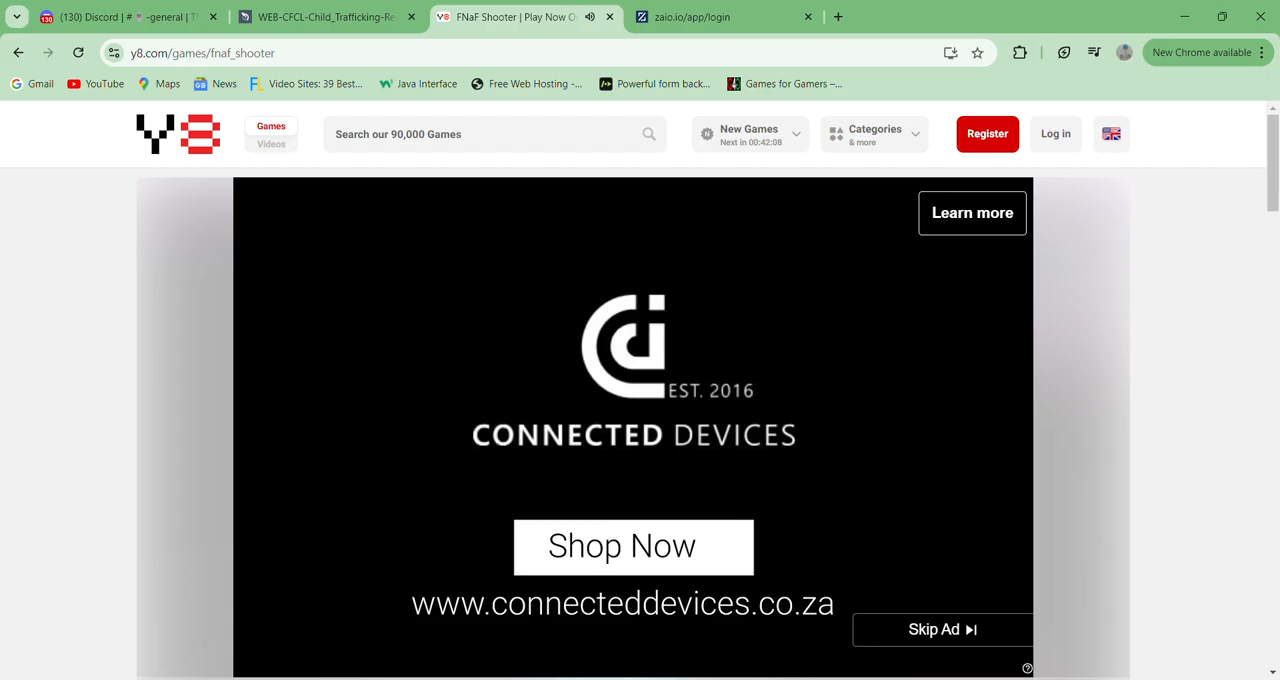 130
(130) Discord | #
-general | T
WEB-CFCL-Child_Trafficking-Re
Y8
FNaF Shooter | Play Now O
zaio.io/app/login
y8.com/games/fnaf_shooter
New Chrome available
Gmail
YouTube
Maps
News
Video Sites: 39 Best...
Java Interface
Free Web Hosting -...
Powerful form back...
Games for Gamers –...
Y8
Games
Videos
Search our 90,000 Games
New Games
Next in 00:42:08
Categories
& more
Register
Log in
Learn more
EST. 2016
CONNECTED DEVICES
Shop Now
www.connecteddevices.co.za
Skip Ad